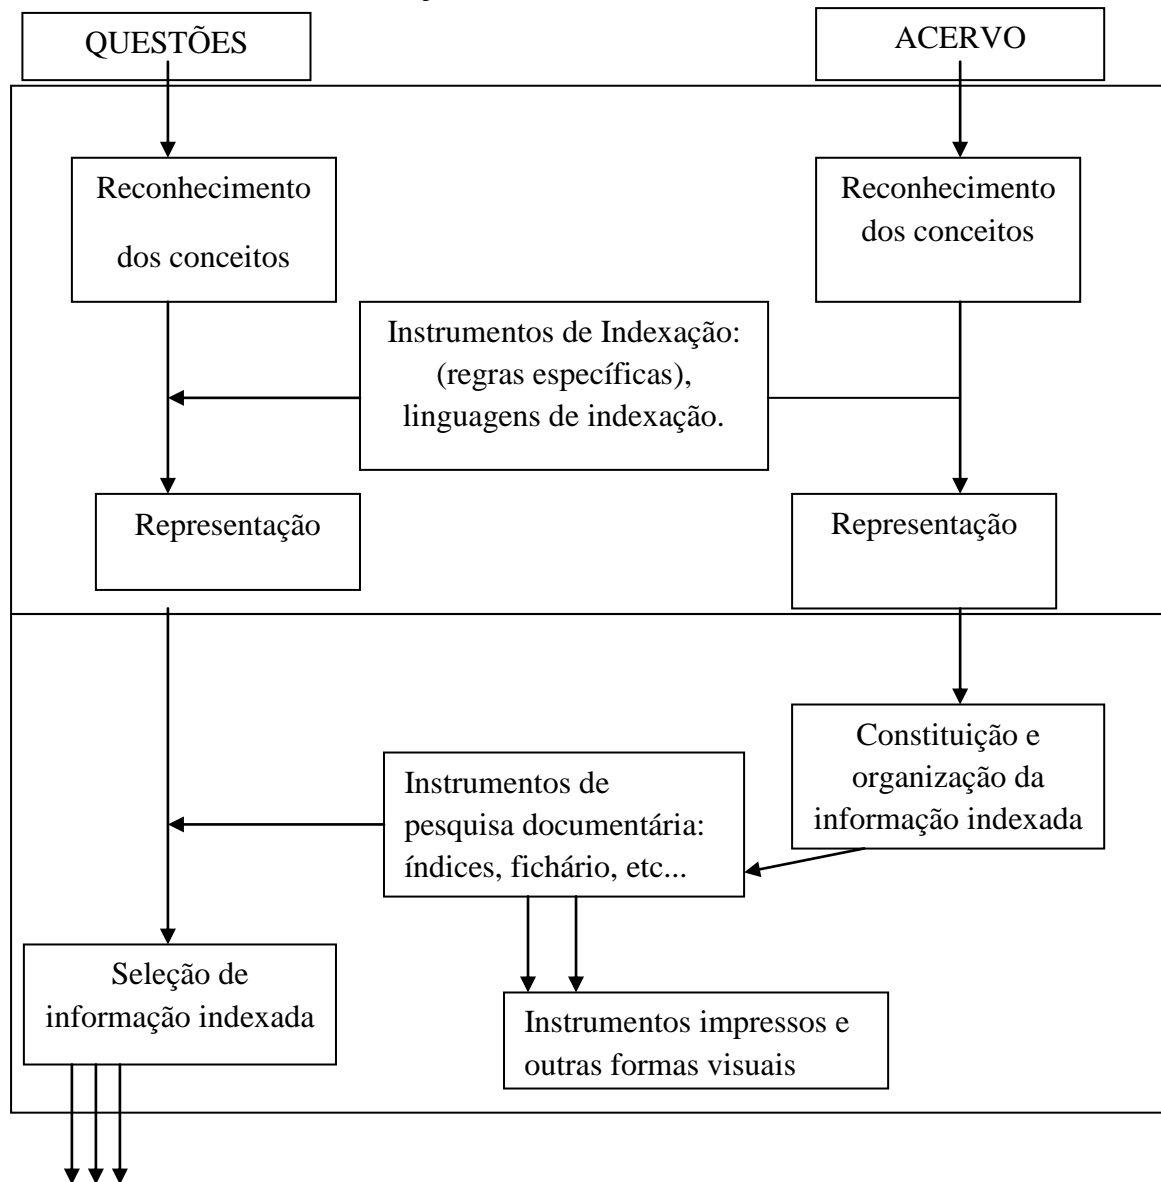 QUESTÕES
ACERVO
Reconhecimento
dos conceitos
Reconhecimento
dos conceitos
Instrumentos de Indexação:
(regras específicas),
linguagens de indexação.
Representação
Representação
Constituição e
organização da
informação indexada
Instrumentos de
pesquisa documentária:
índices, fichário, etc...
Seleção de
informação indexada
Instrumentos impressos e
outras formas visuais